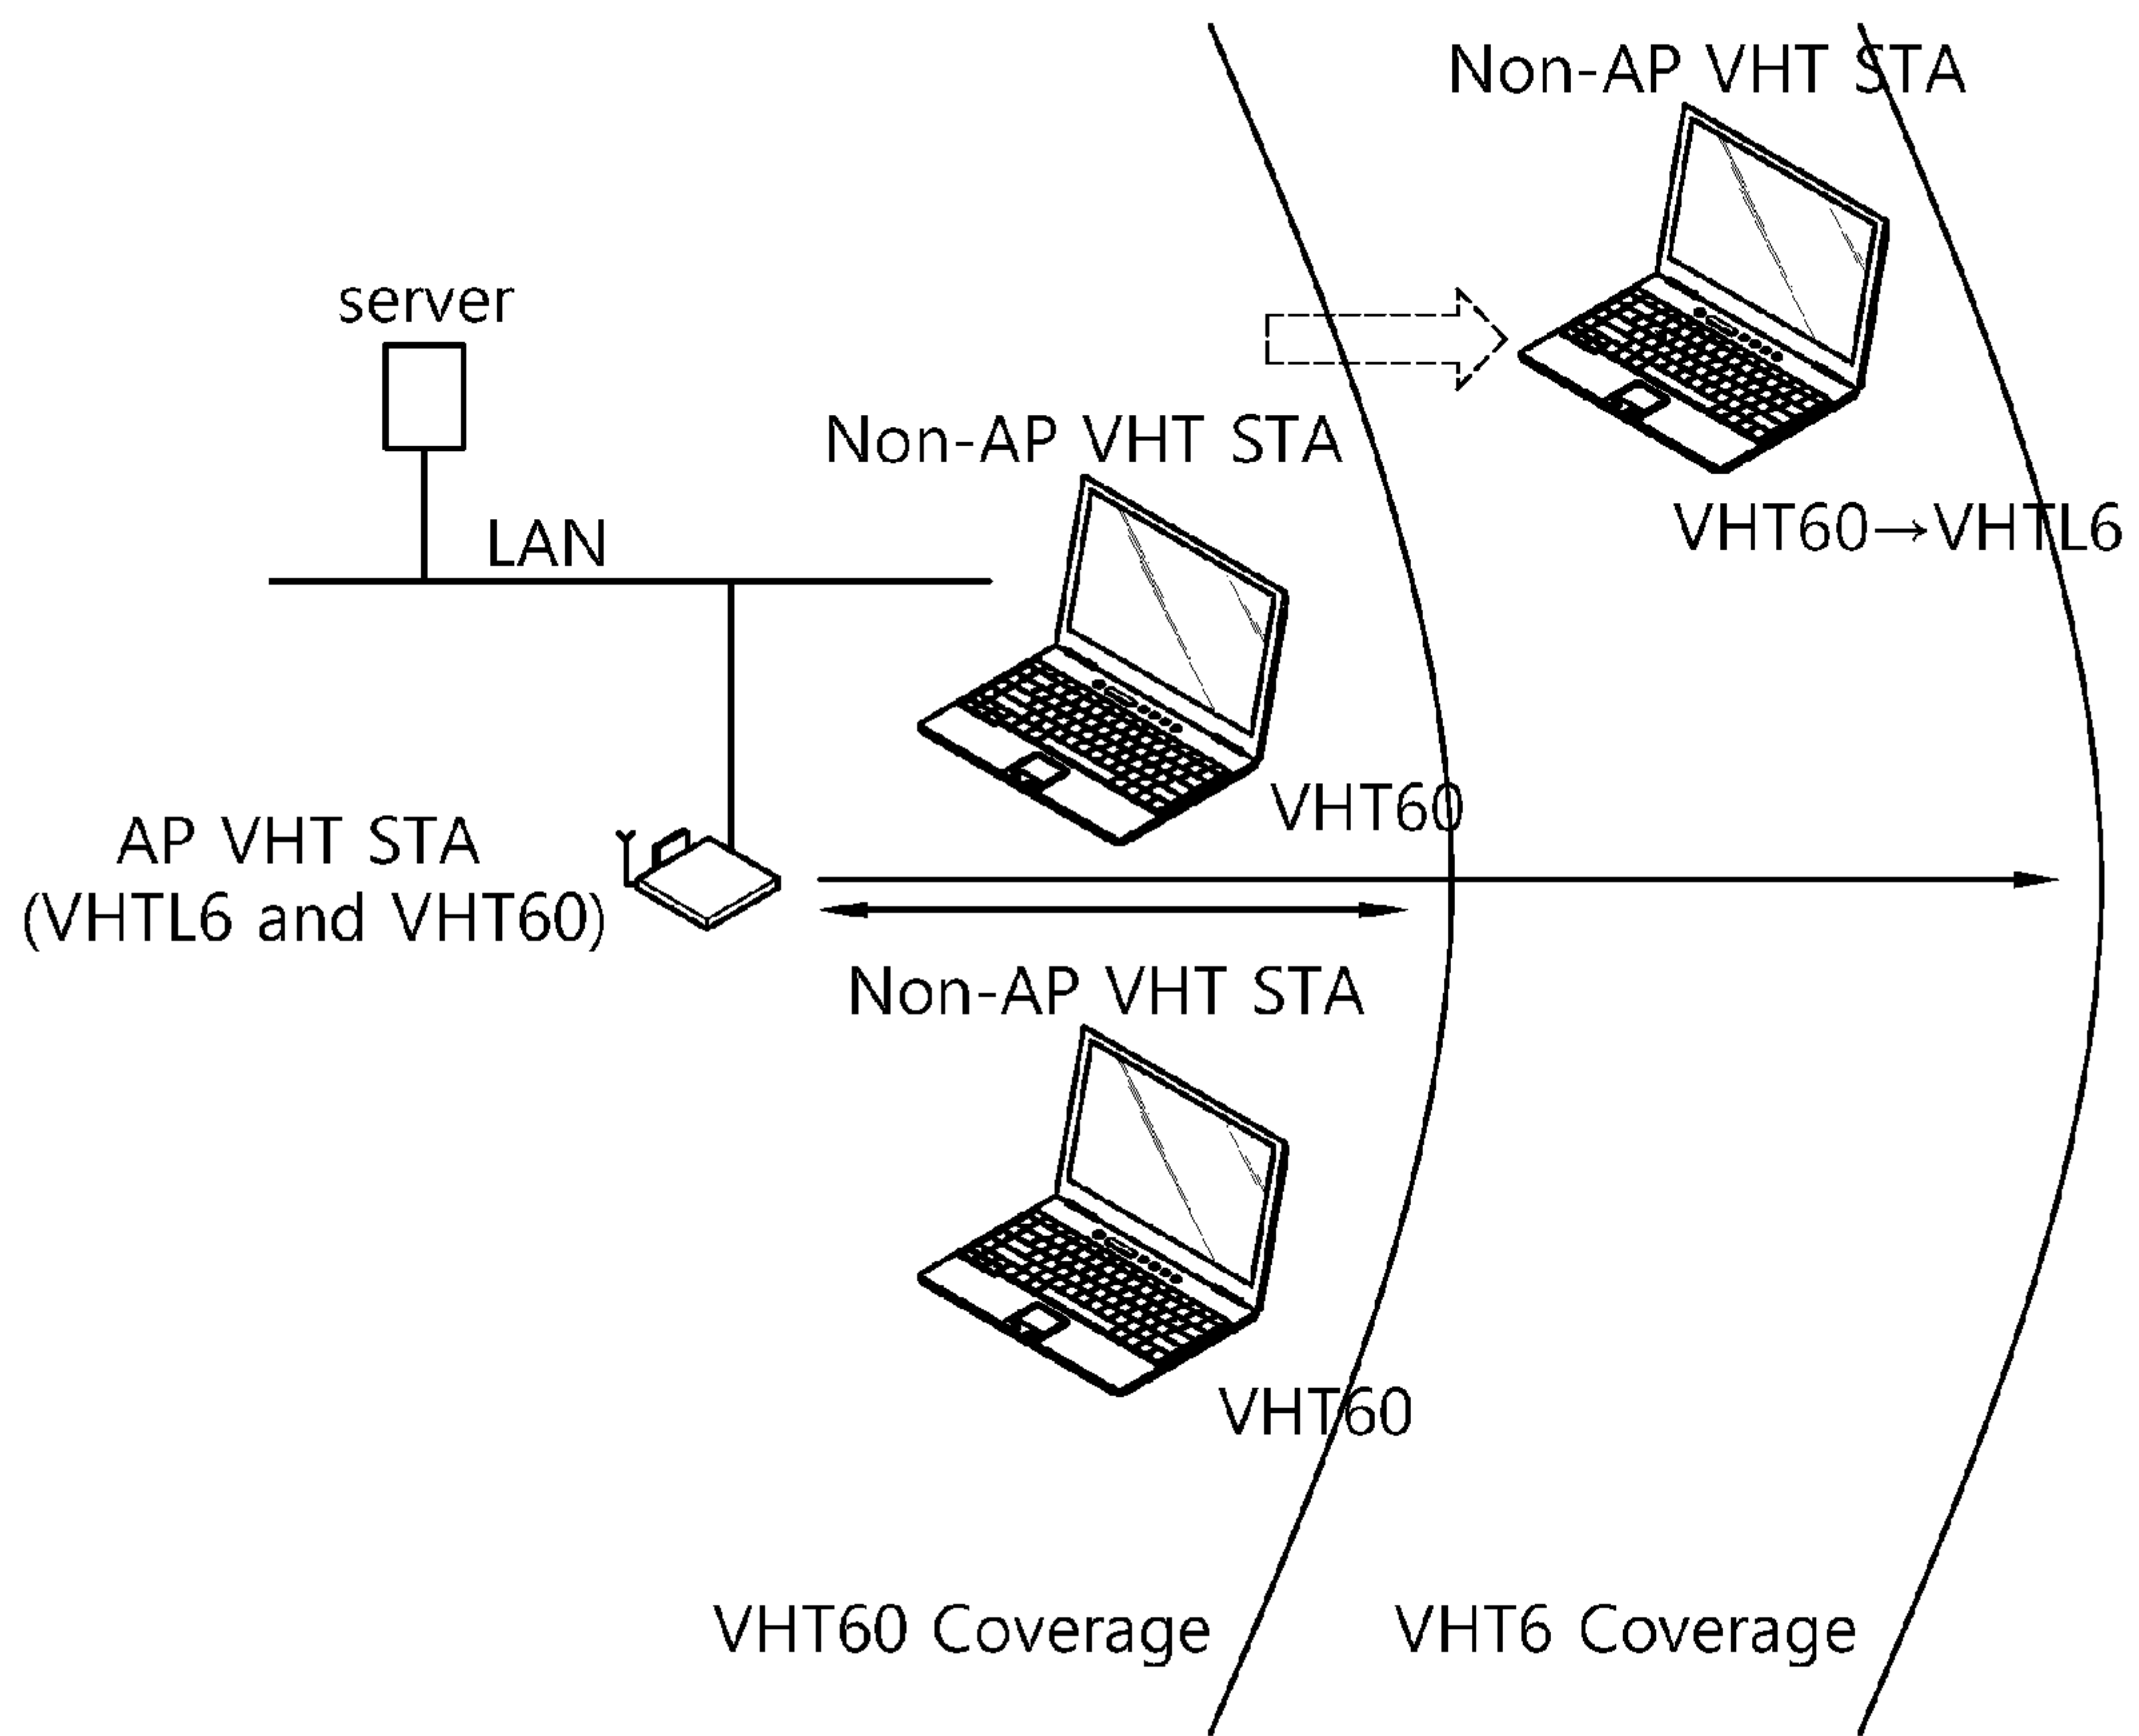 Non-AP VHT STA
server
Non-AP VHT STA
VHT60→VHTL6
LAN
VHT60
AP VHT STA
(VHTL6 and VHT60)
Non-AP VHT STA
VHT60
VHT60 Coverage
VHT6 Coverage